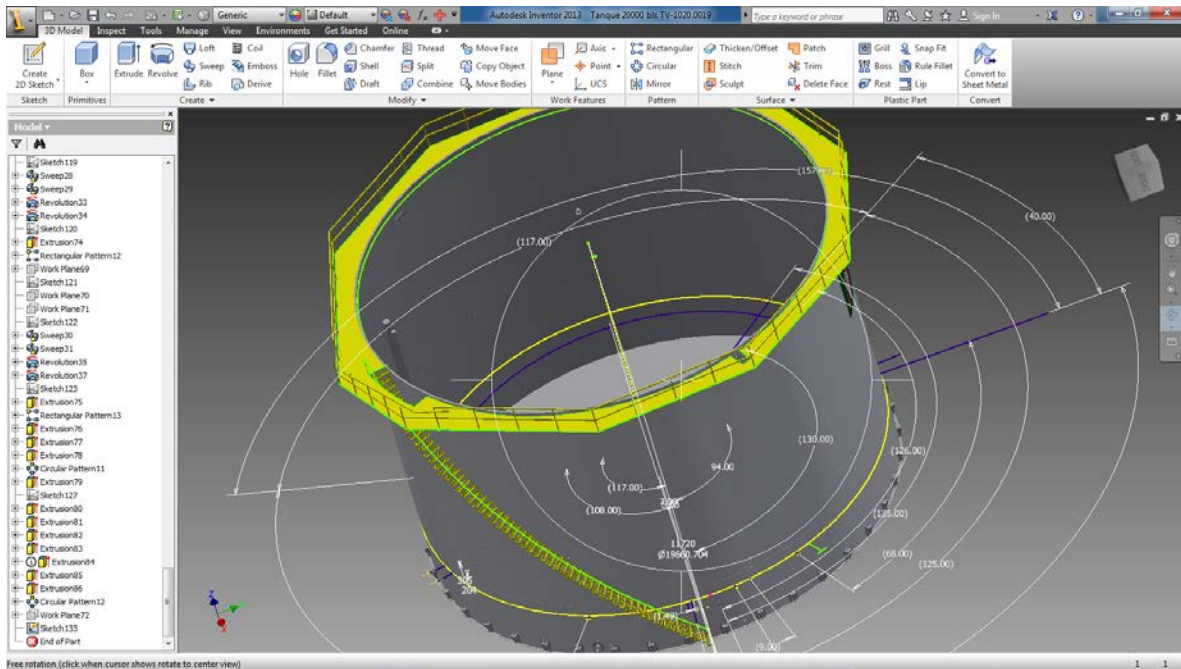 Generic
Default
Autodesk Inventor 2013 Tanque 20000 bls TV-1020.0019
Type a keyword or phrase
Sign In
3D Model Inspect Tools Manage View Environments Get Started Online
Create 2D Sketch
Box
Extrude Revolve
Loft Coil
Sweep Emboss
Rib Derive
Hole Fillet
Chamfer Thread Move Face
Shell Split Copy Object
Draft Combine Move Bodies
Plane
Axis
Point
UCS
Rectangular
Circular
Mirror
Thicken/Offset Patch
Stitch Trim
Sculpt Delete Face
Grill Snap Fit
Boss Rule Fillet
Rest Lip
Convert to Sheet Metal
Sketch Primitives Create Modify Work Features Pattern Surface Plastic Part Convert
Model
Sketch119
Sweep28
Sweep29
Revolution33
Revolution34
Sketch120
Extrusion74
Rectangular Pattern12
Work Plane69
Sketch121
Work Plane70
Work Plane71
Sketch122
Sweep30
Sweep31
Revolution35
Revolution37
Sketch123
Extrusion75
Rectangular Pattern13
Extrusion76
Extrusion77
Extrusion78
Circular Pattern11
Extrusion79
Sketch127
Extrusion80
Extrusion81
Extrusion82
Extrusion83
Extrusion84
Extrusion85
Extrusion86
Circular Pattern12
Work Plane72
Sketch133
End of Part
(40.00)
(117.00)
(130.00)
(126.00)
94.00
(117.00)
(108.00)
(135.00)
11720
Ø19660.704
(68.00)
(125.00)
305
204
(1.49)
(9.00)
Z
X
Free rotation (click when cursor shows rotate to center view)
1 1